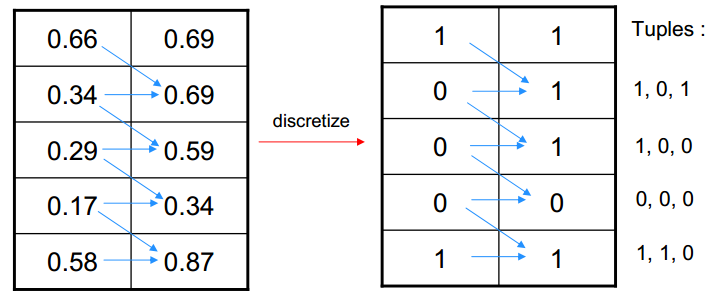 0.66 0.69 1 1 Tuples :
0.34 0.69 0 1 1, 0, 1
discretize
0.29 0.59 0 1 1, 0, 0
0.17 0.34 0 0 0, 0, 0
0.58 0.87 1 1 1, 1, 0